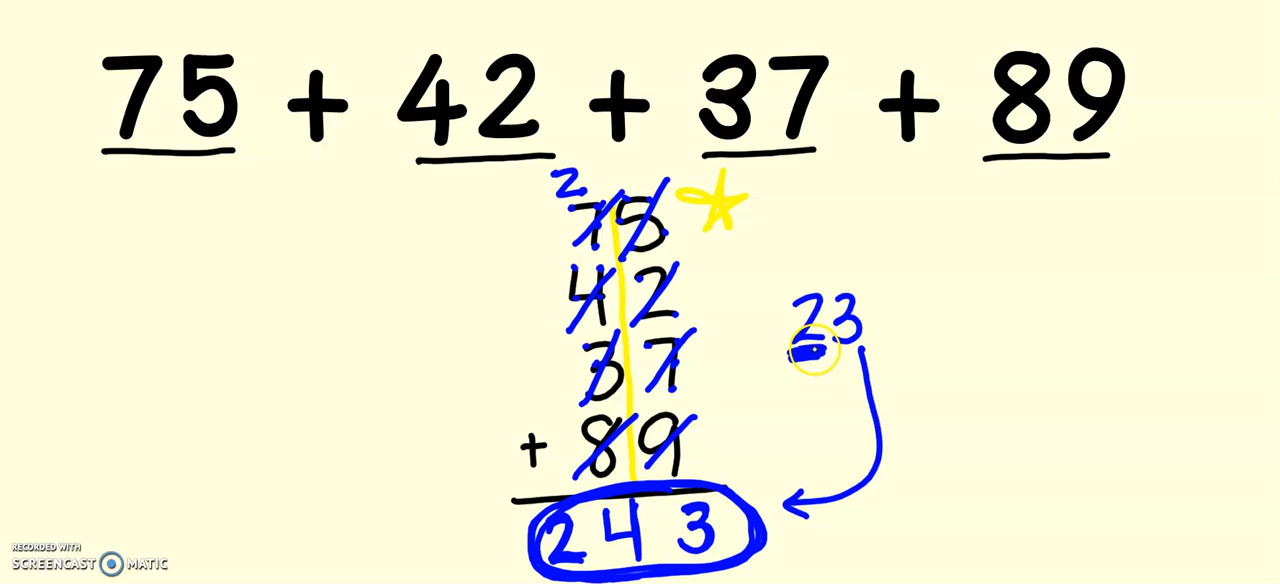 75 + 42 + 37 + 89
2
75
42
23
37
+ 89
243
RECORDED WITH
SCREENCAST MATIC